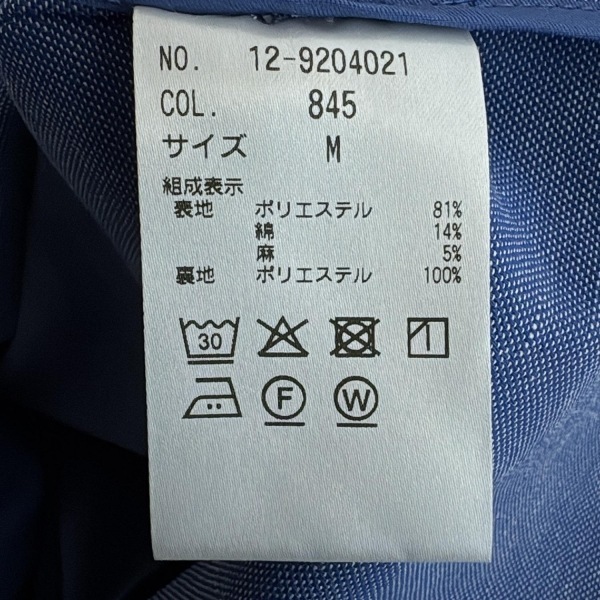 NO. 12-9204021
COL. 845
サイズ M
組成表示
表地 ポリエステル 81%
綿 14%
麻 5%
裏地 ポリエステル 100%
30
F W